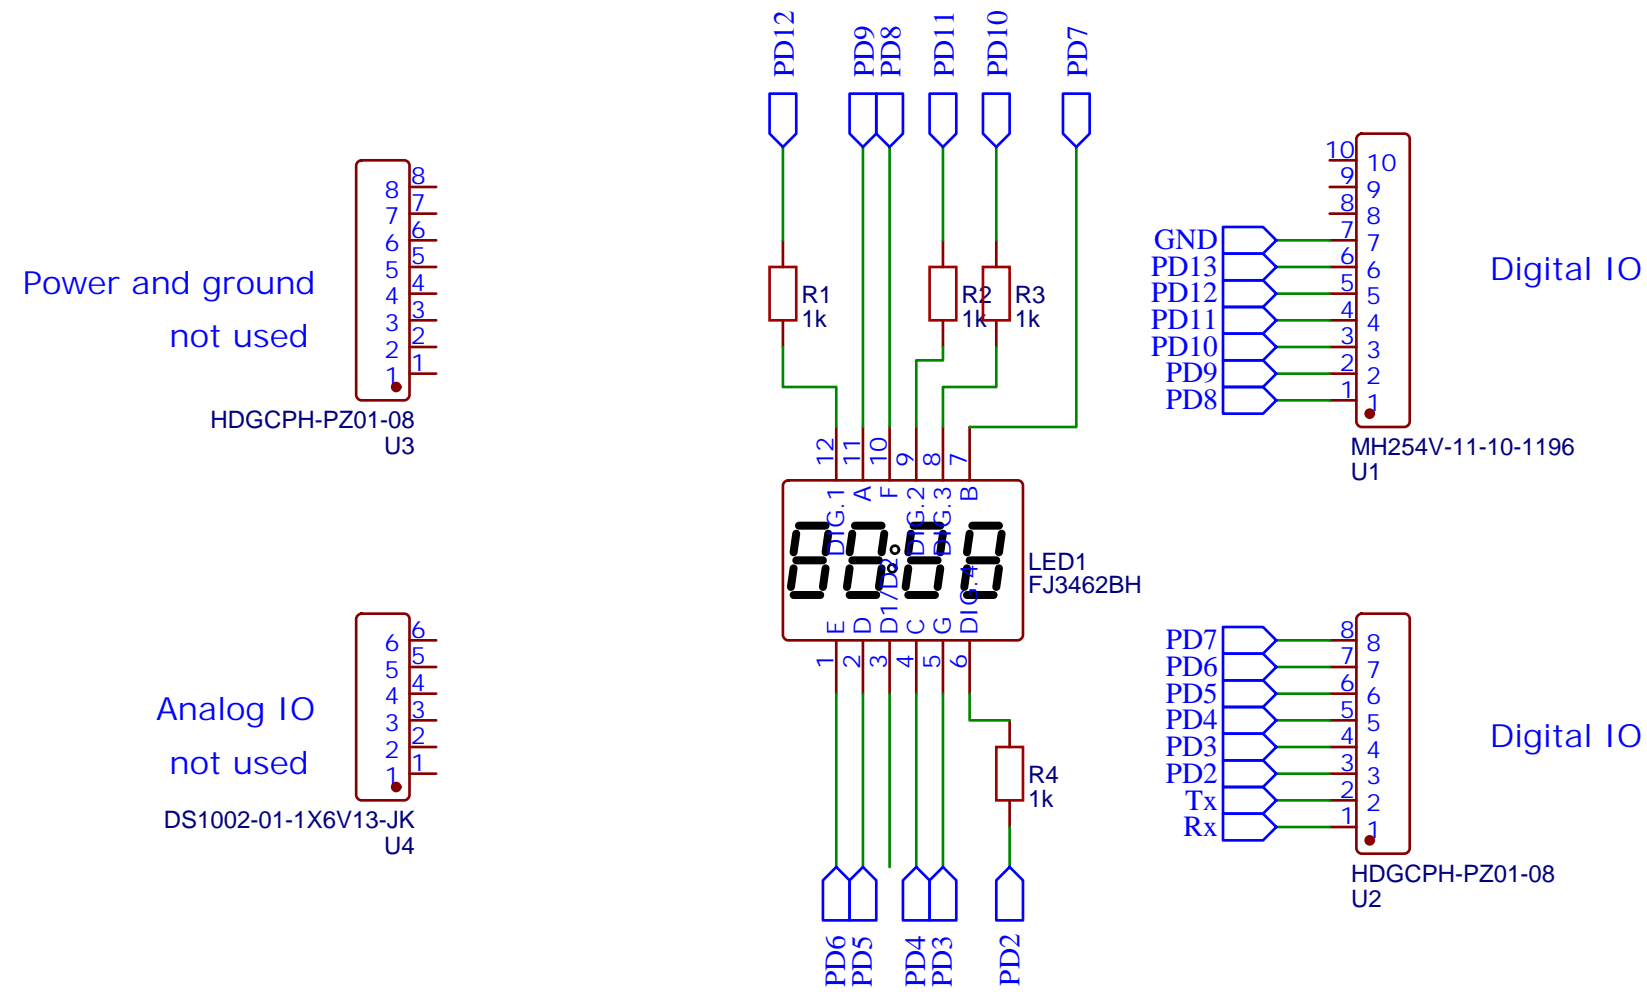 PD12
PD9
PD8
PD11
PD10
PD7
8 8
7 7
6 6
5 5
4 4
3 3
2 2
1 1
Power and ground
not used
HDGCPH-PZ01-08
U3
R1
1k
R2
1k
R3
1k
10 10
9 9
8 8
GND 7 7
PD13 6 6
PD12 5 5
PD11 4 4
PD10 3 3
PD9 2 2
PD8 1 1
Digital IO
MH254V-11-10-1196
U1
12 11 10 9 8 7
DIG.1 A F DIG.2 DIG.3 B
LED1
FJ3462BH
E D D1/D2 C G DIG.4
1 2 3 4 5 6
6 6
5 5
4 4
3 3
2 2
1 1
Analog IO
not used
DS1002-01-1X6V13-JK
U4
R4
1k
PD7 8 8
PD6 7 7
PD5 6 6
PD4 5 5
PD3 4 4
PD2 3 3
Tx 2 2
Rx 1 1
Digital IO
HDGCPH-PZ01-08
U2
PD6
PD5
PD4
PD3
PD2